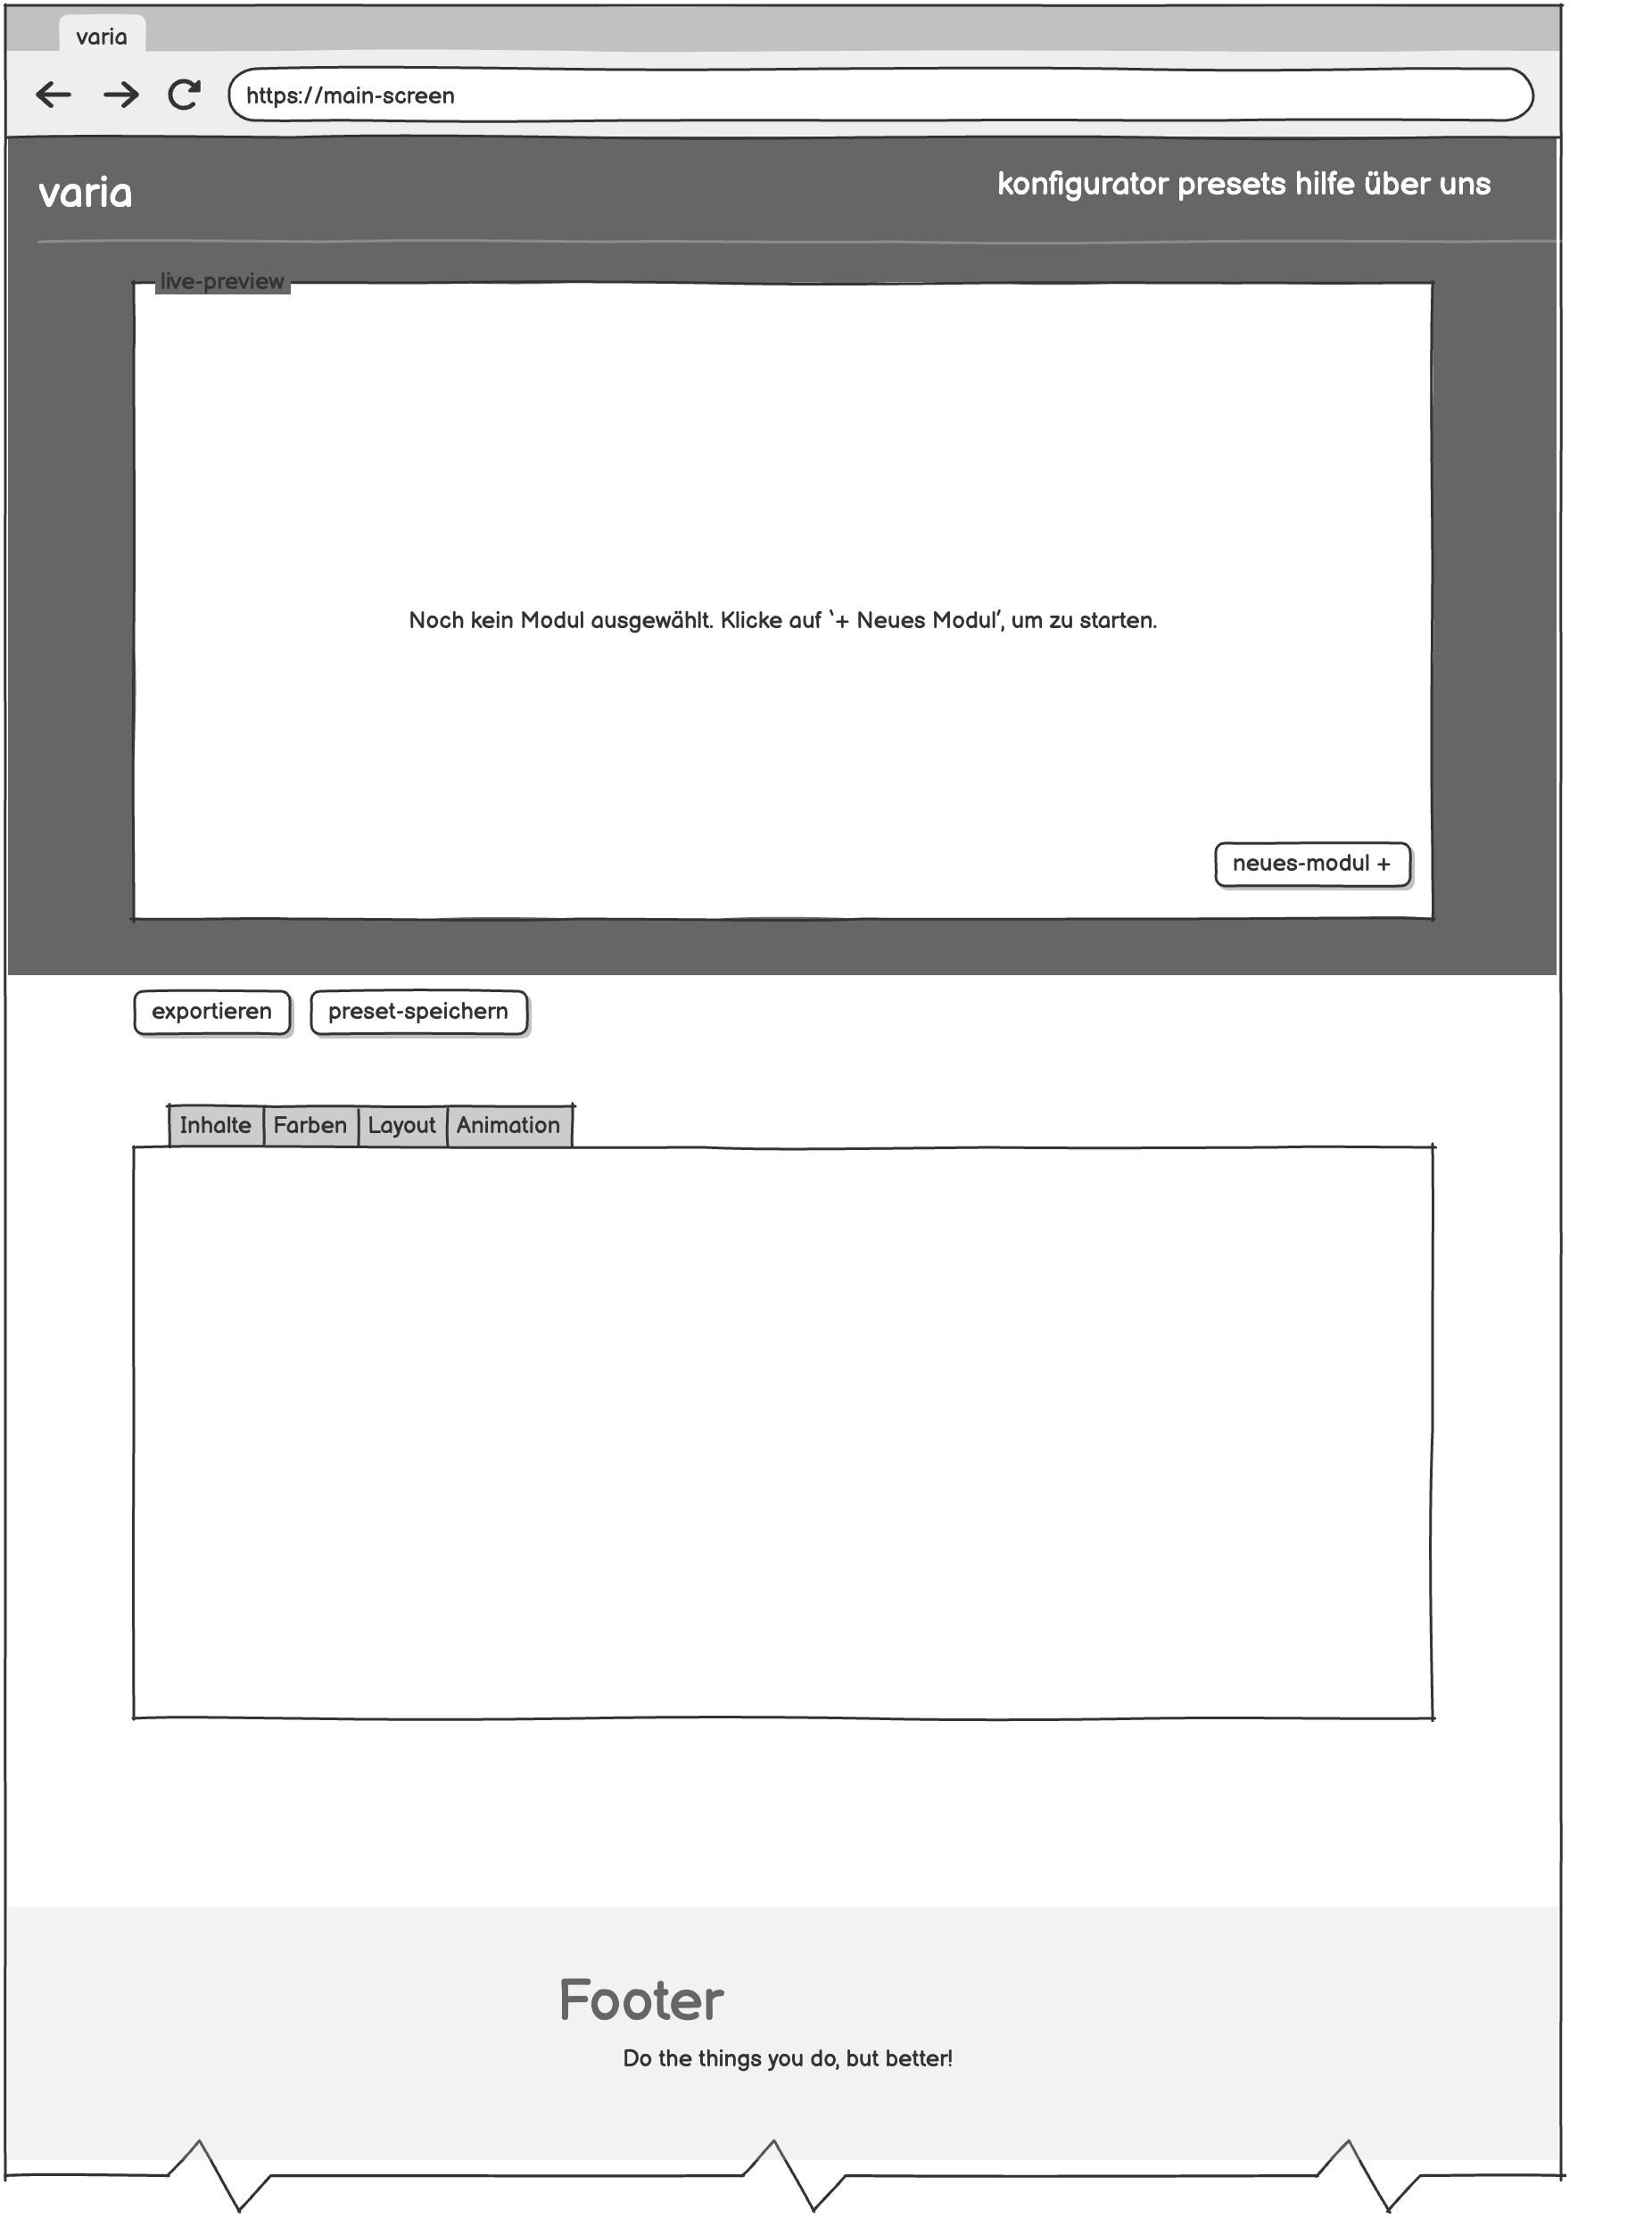 varia
https://main-screen
varia
konfigurator presets hilfe über uns
live-preview
Noch kein Modul ausgewählt. Klicke auf ‵+ Neues Modul′, um zu starten.
neues-modul +
exportieren preset-speichern
Inhalte Farben Layout Animation
Footer
Do the things you do, but better!